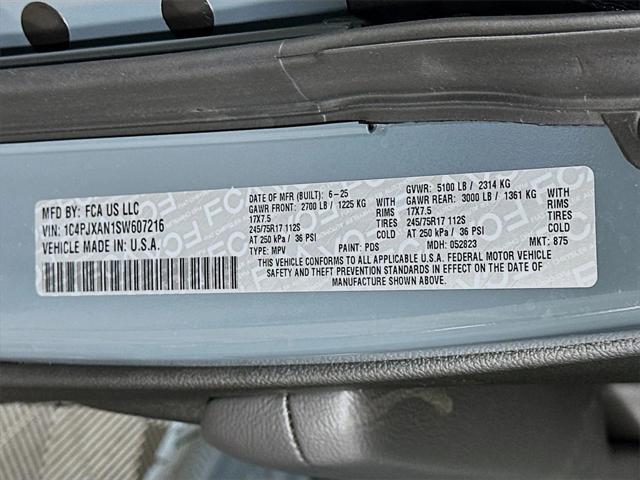 MFD BY: FCA US LLC
VIN: 1C4PJXAN1SW607216
VEHICLE MADE IN U.S.A.
DATE OF MFR (BUILT): 6-25 GVWR: 5100 LB / 2314 KG
GAWR FRONT: 2700 LB / 1225 KG WITH GAWR REAR: 3000 LB / 1361 KG WITH
17X7.5 RIMS 17X7.5 RIMS
245/75R17 112S TIRES 245/75R17 112S TIRES
AT 250 kPa / 36 PSI COLD AT 250 kPa / 36 PSI COLD
TYPE: MPV PAINT: PDS MDH: 052823 MKT: 875
THIS VEHICLE CONFORMS TO ALL APPLICABLE U.S.A. FEDERAL MOTOR VEHICLE
SAFETY AND THEFT PREVENTION STANDARDS IN EFFECT ON THE DATE OF
MANUFACTURE SHOWN ABOVE.